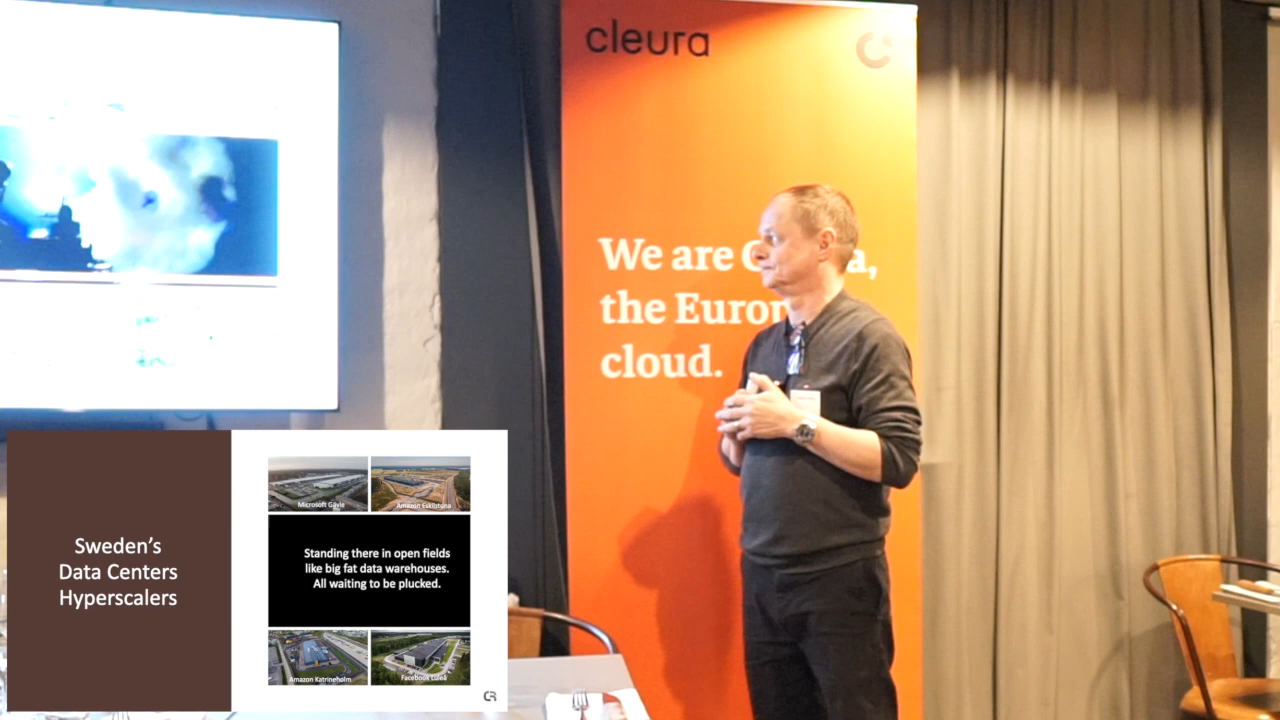 cleura
We are
the
cloud.
Sweden's
Data Centers
Hyperscalers
Microsoft Gävle
Amazon Eskilstuna
Standing there in open fields
like big fat data warehouses.
All waiting to be plucked.
Amazon Katrineholm
Facebook Luleå
CR